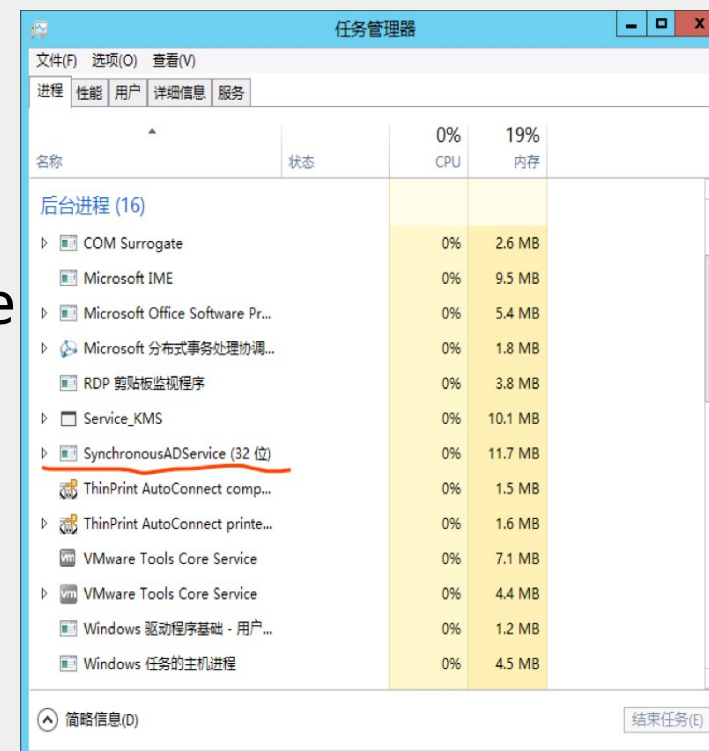 任务管理器
X
文件(F) 选项(O) 查看(V)
进程 性能 用户 详细信息 服务
0% 19%
名称 状态 CPU 内存
后台进程 (16)
COM Surrogate 0% 2.6 MB
Microsoft IME 0% 9.5 MB
e
Microsoft Office Software Pr... 0% 5.4 MB
Microsoft 分布式事务处理协调... 0% 1.8 MB
RDP 剪贴板监视程序 0% 3.8 MB
Service_KMS 0% 10.1 MB
SynchronousADService (32 位) 0% 11.7 MB
ThinPrint AutoConnect comp... 0% 1.5 MB
ThinPrint AutoConnect printe... 0% 1.6 MB
vm VMware Tools Core Service 0% 7.1 MB
vm VMware Tools Core Service 0% 4.4 MB
Windows 驱动程序基础 - 用户... 0% 1.2 MB
Windows 任务的主机进程 0% 4.5 MB
简略信息(D) 结束任务(E)